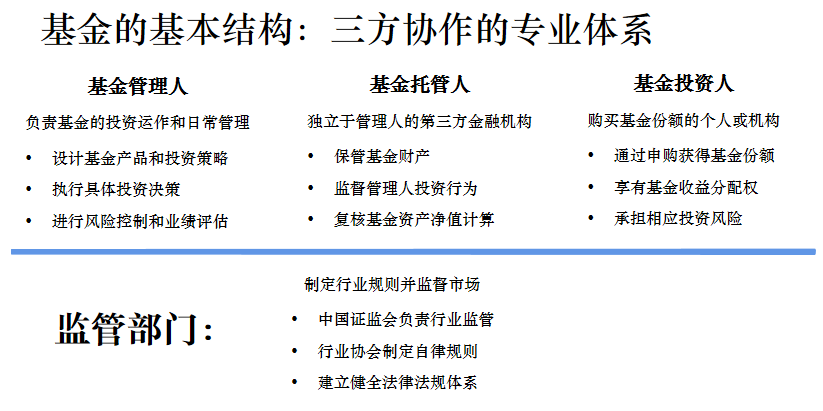 基金的基本结构：三方协作的专业体系
基金管理人
负责基金的投资运作和日常管理
• 设计基金产品和投资策略
• 执行具体投资决策
• 进行风险控制和业绩评估
基金托管人
独立于管理人的第三方金融机构
• 保管基金财产
• 监督管理人投资行为
• 复核基金资产净值计算
基金投资人
购买基金份额的个人或机构
• 通过申购获得基金份额
• 享有基金收益分配权
• 承担相应投资风险
监管部门：
制定行业规则并监督市场
• 中国证监会负责行业监管
• 行业协会制定自律规则
• 建立健全法律法规体系